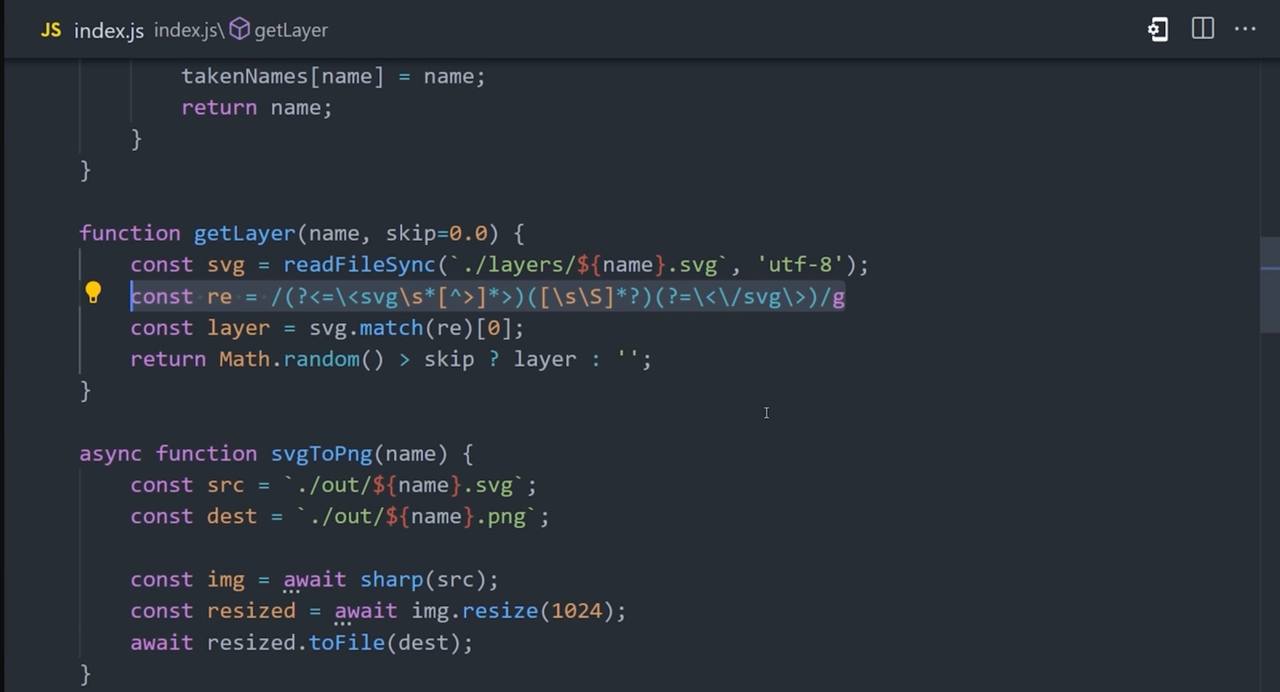 JS index.js index.js\ getLayer
takenNames[name] = name;
return name;
}
}
function getLayer(name, skip=0.0) {
const svg = readFileSync(`./layers/${name}.svg`, 'utf-8');
const re = /(?<=\<svg\s*[^>]*>)([\s\S]*?)(?=\<\/svg\>)/g
const layer = svg.match(re)[0];
return Math.random() > skip ? layer : '';
}
async function svgToPng(name) {
const src = `./out/${name}.svg`;
const dest = `./out/${name}.png`;
const img = await sharp(src);
const resized = await img.resize(1024);
await resized.toFile(dest);
}